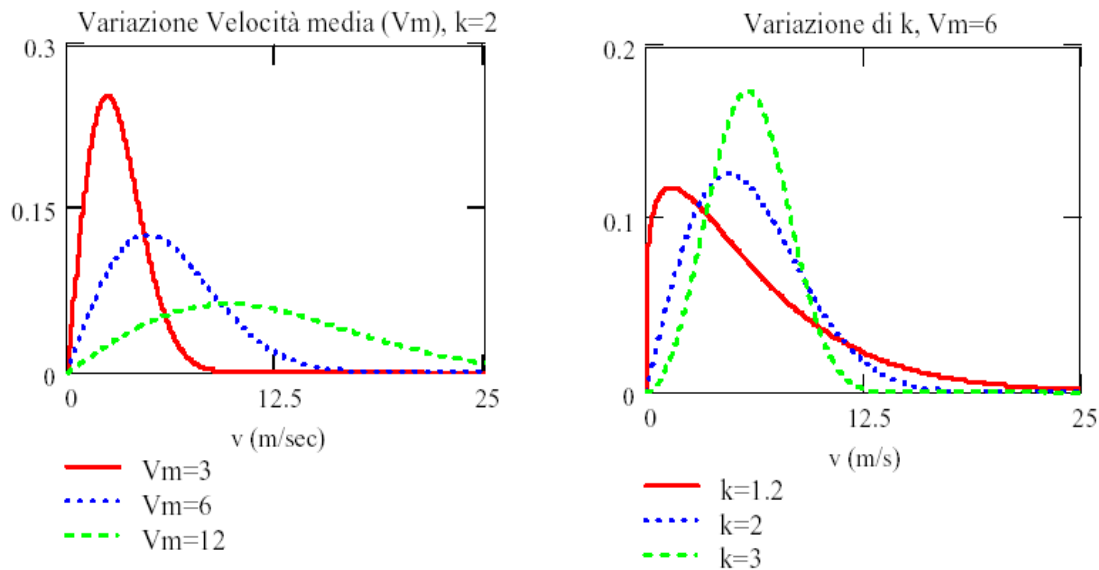 Variazione Velocità media (Vm), k=2
0.3
0.15
0
0
12.5
25
v (m/sec)
Vm=3
Vm=6
Vm=12
Variazione di k, Vm=6
0.2
0.1
0
0
12.5
25
v (m/s)
k=1.2
k=2
k=3